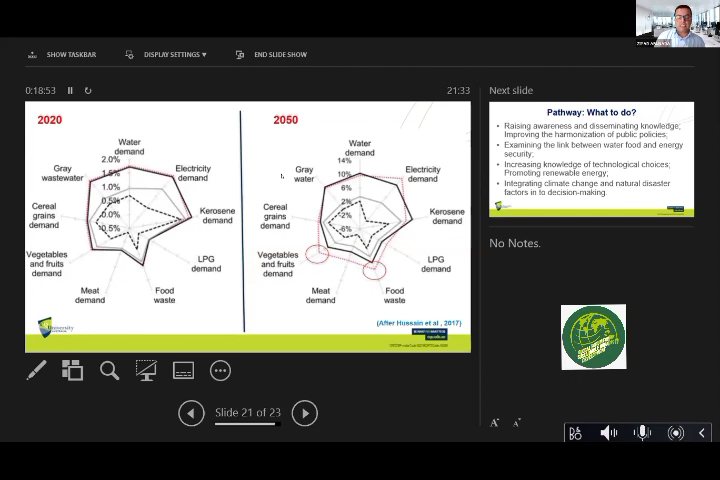 SHOW TASKBAR
DISPLAY SETTINGS ▼
END SLIDE SHOW
0:18:53
21:33
Next slide
2020
Water
demand
2.0%
1.5%
1.0%
0.5%
0.0%
-0.5%
Electricity
demand
Kerosene
demand
LPG
demand
Food
waste
Meat
demand
Vegetables
and fruits
demand
Cereal
grains
demand
Gray
wastewater
2050
Water
demand
14%
10%
6%
2%
-2%
-6%
Electricity
demand
Kerosene
demand
LPG
demand
Food
waste
Meat
demand
Vegetables
and fruits
demand
Cereal
grains
demand
Gray
water
(After Hussain et al , 2017)
University
Pathway: What to do?
• Raising awareness and disseminating knowledge;
Improving the harmonization of public policies;
• Examining the link between water food and energy
security;
• Increasing knowledge of technological choices;
Promoting renewable energy;
• Integrating climate change and natural disaster
factors in to decision-making.
No Notes.
Slide 21 of 23
A A
B&O